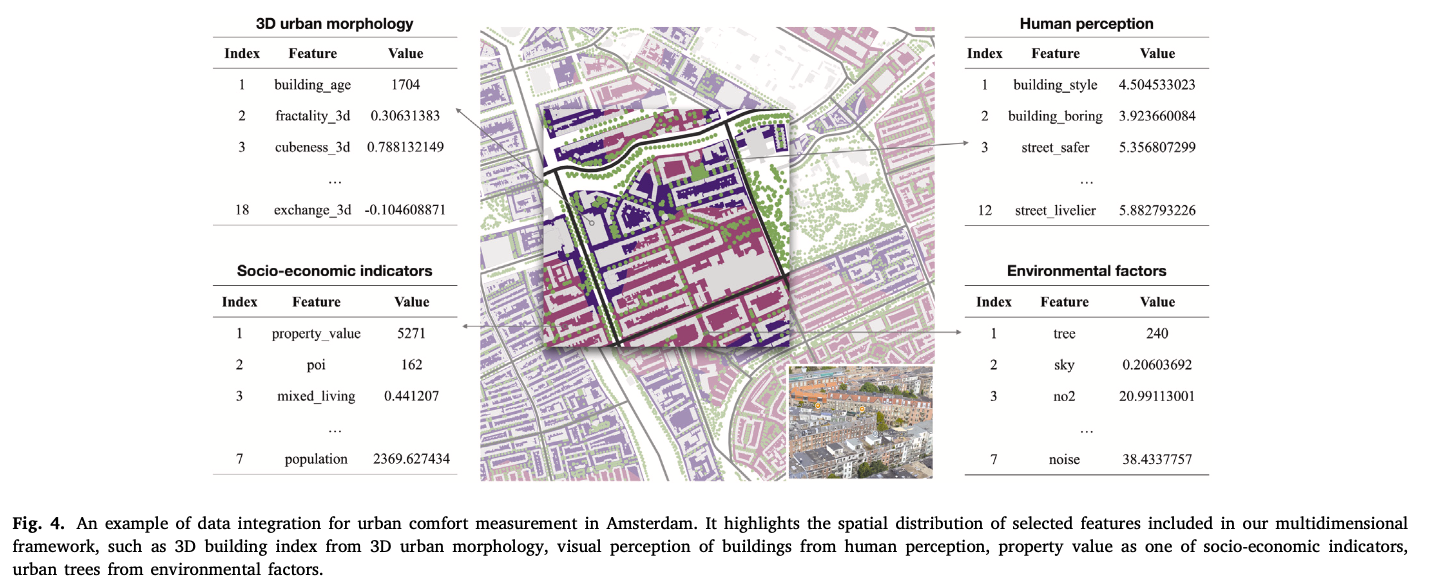 3D urban morphology
Index Feature Value
1 building_age 1704
2 fractality_3d 0.30631383
3 cubeness_3d 0.788132149
...
18 exchange_3d -0.104608871
Socio-economic indicators
Index Feature Value
1 property_value 5271
2 poi 162
3 mixed_living 0.441207
...
7 population 2369.627434
Human perception
Index Feature Value
1 building_style 4.504533023
2 building_boring 3.923660084
3 street_safer 5.356807299
...
12 street_livelier 5.882793226
Environmental factors
Index Feature Value
1 tree 240
2 sky 0.20603692
3 no2 20.99113001
...
7 noise 38.4337757
Fig. 4. An example of data integration for urban comfort measurement in Amsterdam. It highlights the spatial distribution of selected features included in our multidimensional
framework, such as 3D building index from 3D urban morphology, visual perception of buildings from human perception, property value as one of socio-economic indicators,
urban trees from environmental factors.